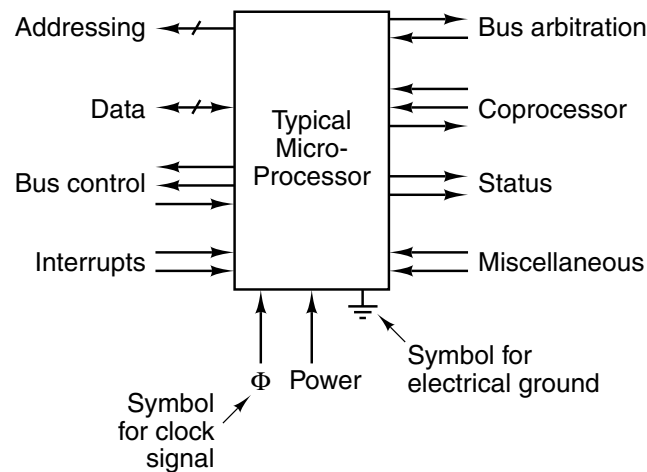 Addressing
Bus arbitration
Data
Typical
Micro-
Processor
Coprocessor
Bus control
Status
Interrupts
Miscellaneous
Φ
Power
Symbol for
electrical ground
Symbol
for clock
signal